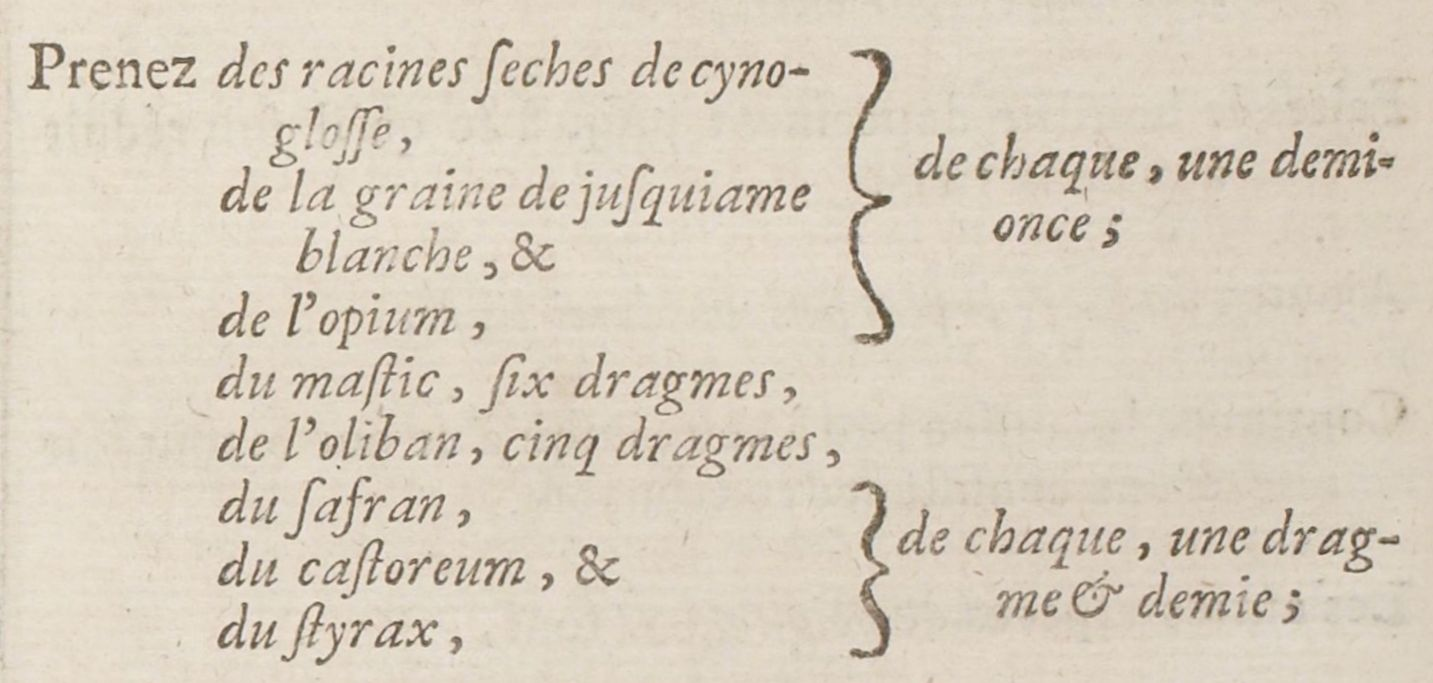 Prenez des racines ſeches de cyno-
gloſſe,
de la graine de juſquiame
blanche, &
de l'opium,
de chaque, une demi-
once;
du maſtic, ſix dragmes,
de l'oliban, cinq dragmes,
du ſafran,
du caſtoreum, &
du ſtyrax,
de chaque, une drag-
me & demie;